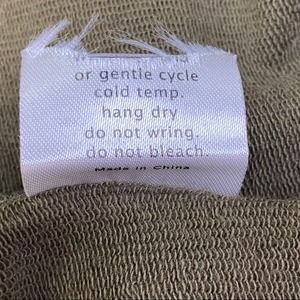 or gentle cycle
cold temp.
hang dry
do not wring.
do not bleach.
Made in China